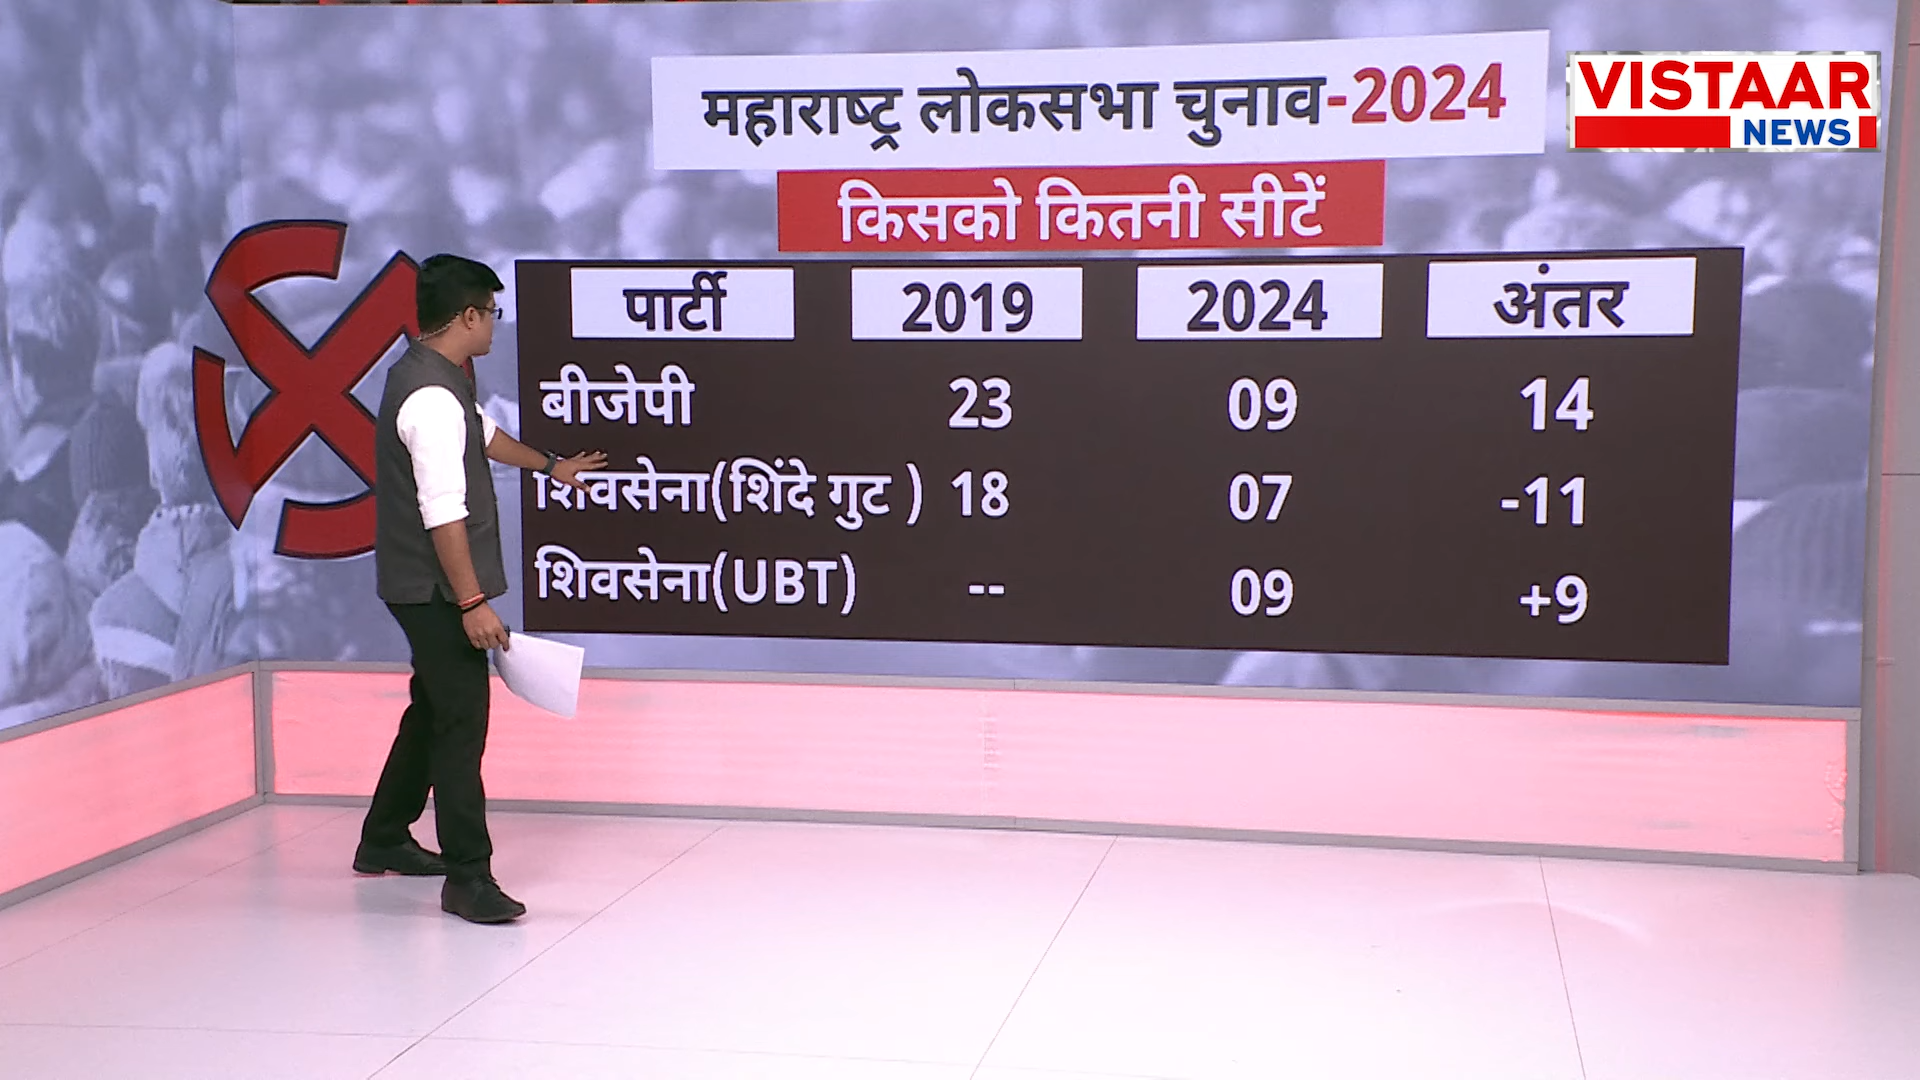 महाराष्ट्र लोकसभा चुनाव-2024
VISTAAR
NEWS
किसको कितनी सीटें
पार्टी 2019 2024 अंतर
बीजेपी 23 09 14
शिवसेना(शिंदे गुट ) 18 07 -11
शिवसेना(UBT) -- 09 +9